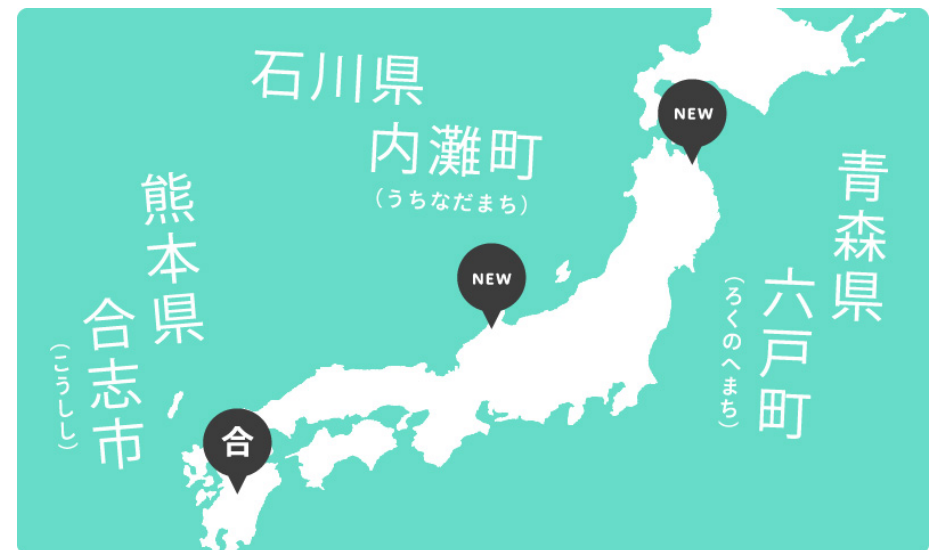 石川県
内灘町
（うちなだまち）
NEW
青森県
六戸町
（ろくのへまち）
NEW
熊本県
合志市
（こうしし）
合